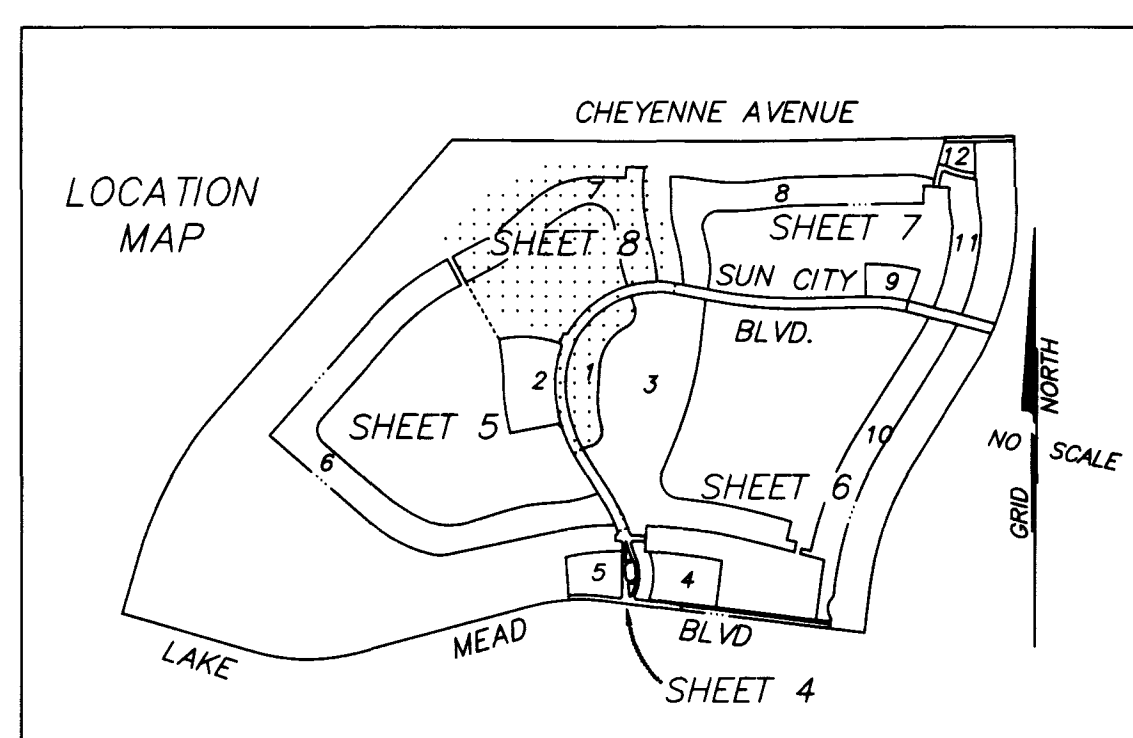 CHEYENNE AVENUE
LOCATION
MAP
12
7
8
SHEET 7
11
SHEET 8
SUN CITY
9
BLVD.
1
2
3
SHEET 5
10
6
SHEET 6
NORTH
NO SCALE
GRID
5
4
LAKE MEAD BLVD
SHEET 4